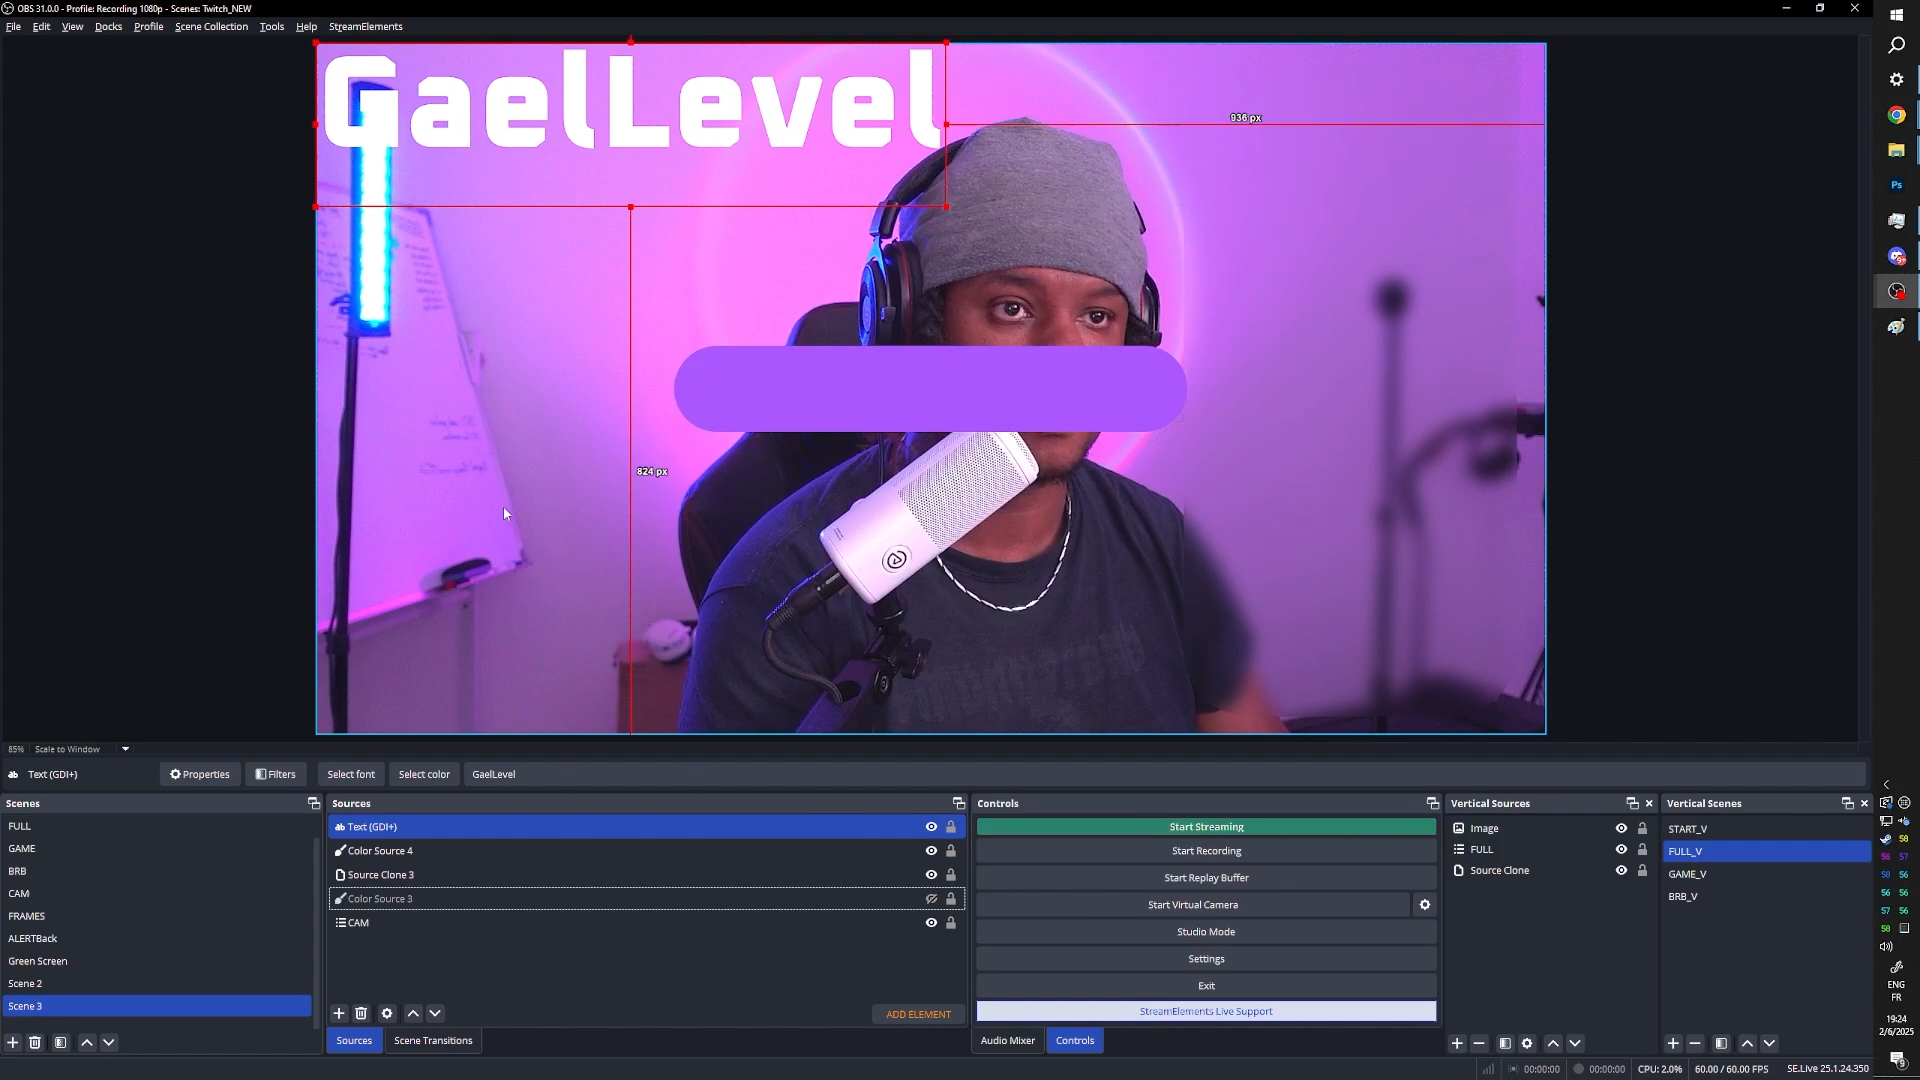 OBS 31.0.0 - Profile: Recording 1080p - Scenes: Twitch_NEW
File Edit View Docks Profile Scene Collection Tools Help StreamElements
GaelLevel
936 px
824 px
85% Scale to Window
Text (GDI+) Properties Filters Select font Select color GaelLevel
Scenes
FULL
GAME
BRB
CAM
FRAMES
ALERTBack
Green Screen
Scene 2
Scene 3
Sources
Text (GDI+)
Color Source 4
Source Clone 3
Color Source 3
CAM
ADD ELEMENT
Sources Scene Transitions
Controls
Start Streaming
Start Recording
Start Replay Buffer
Start Virtual Camera
Studio Mode
Settings
Exit
StreamElements Live Support
Audio Mixer Controls
Vertical Sources
Image
FULL
Source Clone
Vertical Scenes
START_V
FULL_V
GAME_V
BRB_V
00:00:00 00:00:00 CPU: 2.0% 60.00 / 60.00 FPS SE.Live 25.1.24.350
Ps
ENG
FR
19:24
2/6/2025